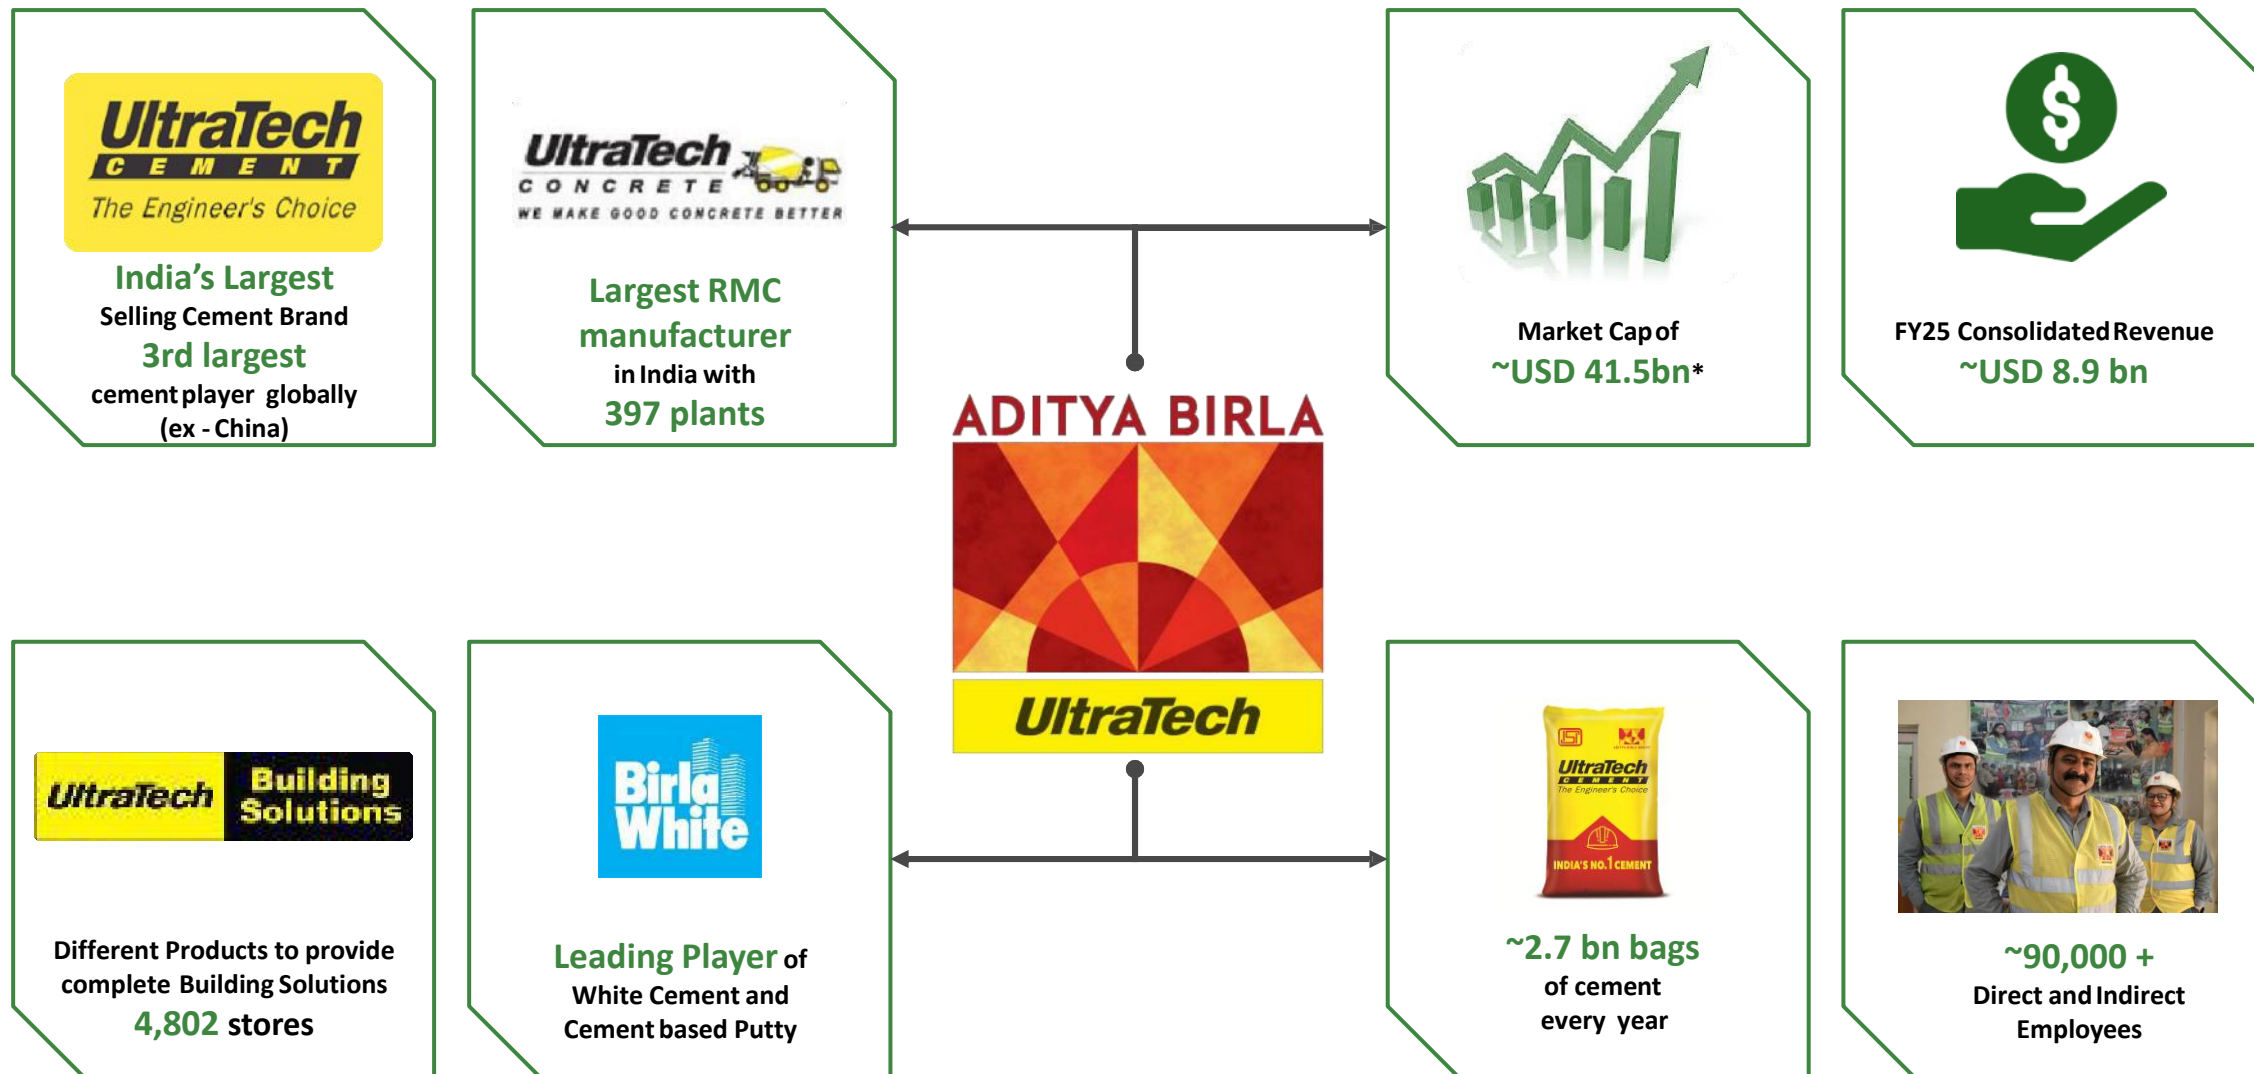 UltraTech
CEMENT
The Engineer's Choice
India's Largest
Selling Cement Brand
3rd largest
cement player globally
(ex - China)
UltraTech
CONCRETE
WE MAKE GOOD CONCRETE BETTER
Largest RMC
manufacturer
in India with
397 plants
Market Cap of
~USD 41.5bn*
$
FY25 Consolidated Revenue
~USD 8.9 bn
ADITYA BIRLA
UltraTech
UltraTech
Building
Solutions
Different Products to provide
complete Building Solutions
4,802 stores
Birla
White
Leading Player of
White Cement and
Cement based Putty
ISI
UltraTech
CEMENT
The Engineer's Choice
INDIA'S NO.1 CEMENT
~2.7 bn bags
of cement
every year
~90,000 +
Direct and Indirect
Employees